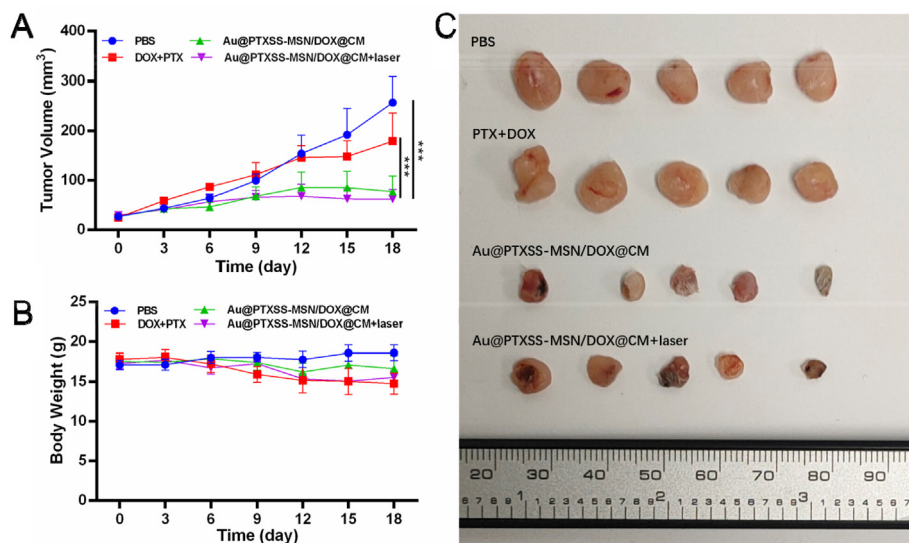 A
PBS
DOX+PTX
Au@PTXSS-MSN/DOX@CM
Au@PTXSS-MSN/DOX@CM+laser
Tumor Volume (mm³)
400
300
200
100
0
***
***
0 3 6 9 12 15 18
Time (day)
B
PBS
DOX+PTX
Au@PTXSS-MSN/DOX@CM
Au@PTXSS-MSN/DOX@CM+laser
Body Weight (g)
25
20
15
10
5
0
0 3 6 9 12 15 18
Time (day)
C
PBS
PTX+DOX
Au@PTXSS-MSN/DOX@CM
Au@PTXSS-MSN/DOX@CM+laser
20 30 40 50 60 70 80 90
1 2 3